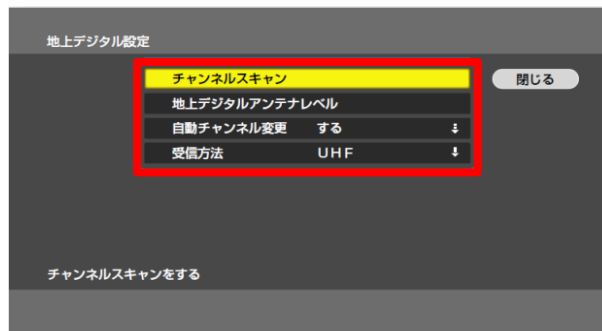 地上デジタル設定
チャンネルスキャン
閉じる
地上デジタルアンテナレベル
自動チャンネル変更 する
受信方法 UHF
チャンネルスキャンをする